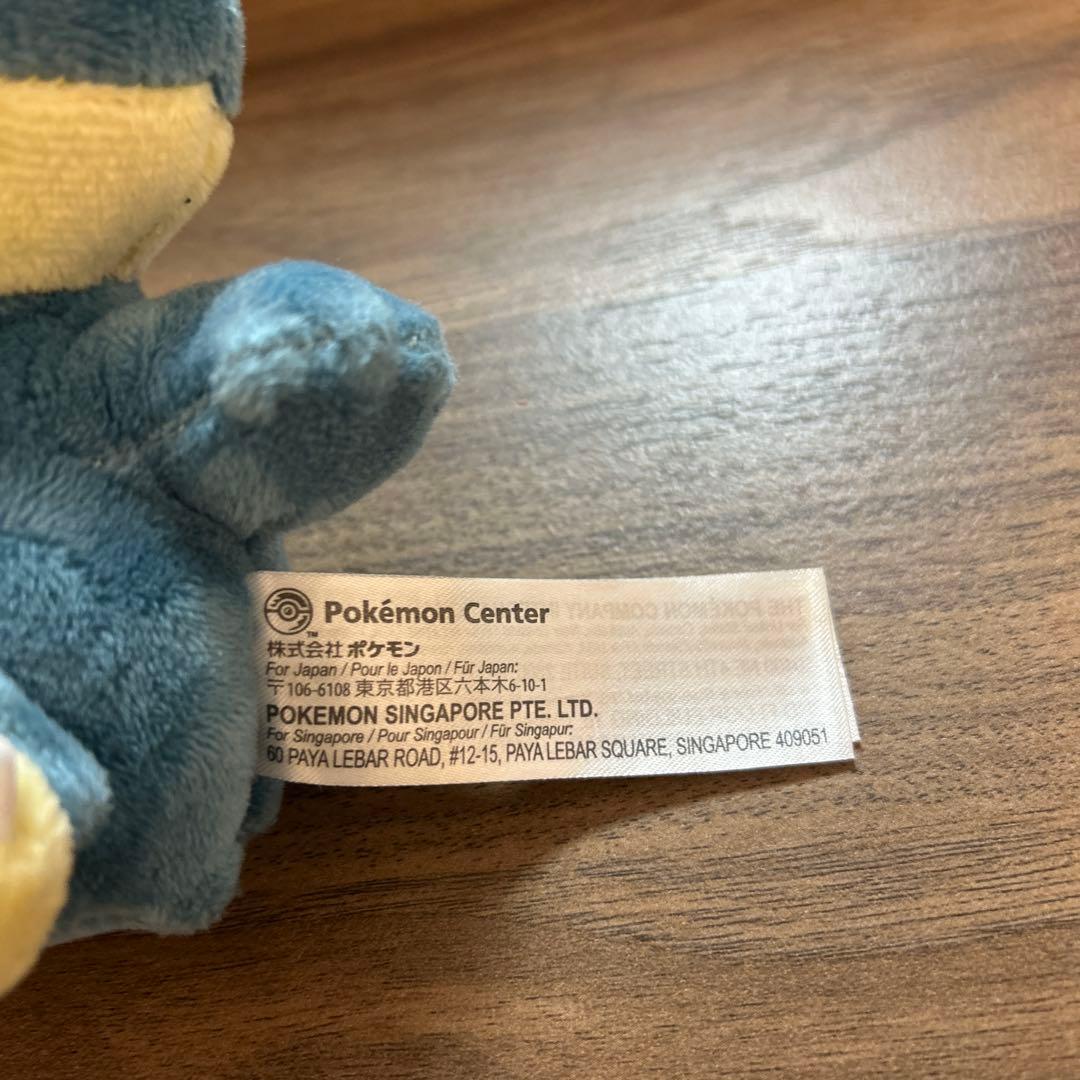 Pokémon Center
TM
株式会社 ポケモン
For Japan / Pour le Japon / Für Japan:
〒106-6108 東京都港区六本木6-10-1
POKEMON SINGAPORE PTE. LTD.
For Singapore / Pour Singapour / Für Singapur:
60 PAYA LEBAR ROAD, #12-15, PAYA LEBAR SQUARE, SINGAPORE 409051